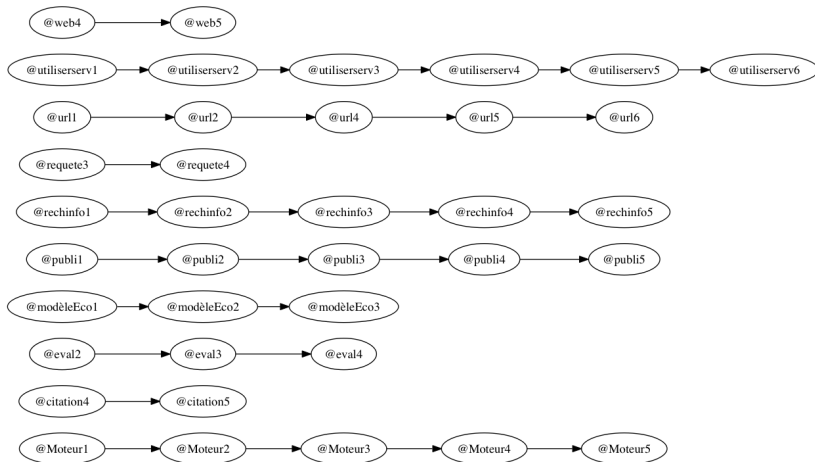 @web4 @web5
@utiliserserv1 @utiliserserv2 @utiliserserv3 @utiliserserv4 @utiliserserv5 @utiliserserv6
@url1 @url2 @url4 @url5 @url6
@requete3 @requete4
@rechinfo1 @rechinfo2 @rechinfo3 @rechinfo4 @rechinfo5
@publi1 @publi2 @publi3 @publi4 @publi5
@modèleEco1 @modèleEco2 @modèleEco3
@eval2 @eval3 @eval4
@citation4 @citation5
@Moteur1 @Moteur2 @Moteur3 @Moteur4 @Moteur5